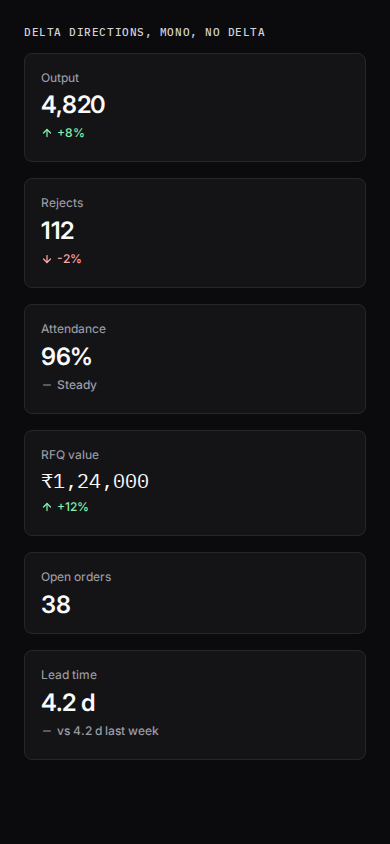 DELTA DIRECTIONS, MONO, NO DELTA
Output
4,820
↑ +8%
Rejects
112
↓ -2%
Attendance
96%
— Steady
RFQ value
₹1,24,000
↑ +12%
Open orders
38
Lead time
4.2 d
— vs 4.2 d last week